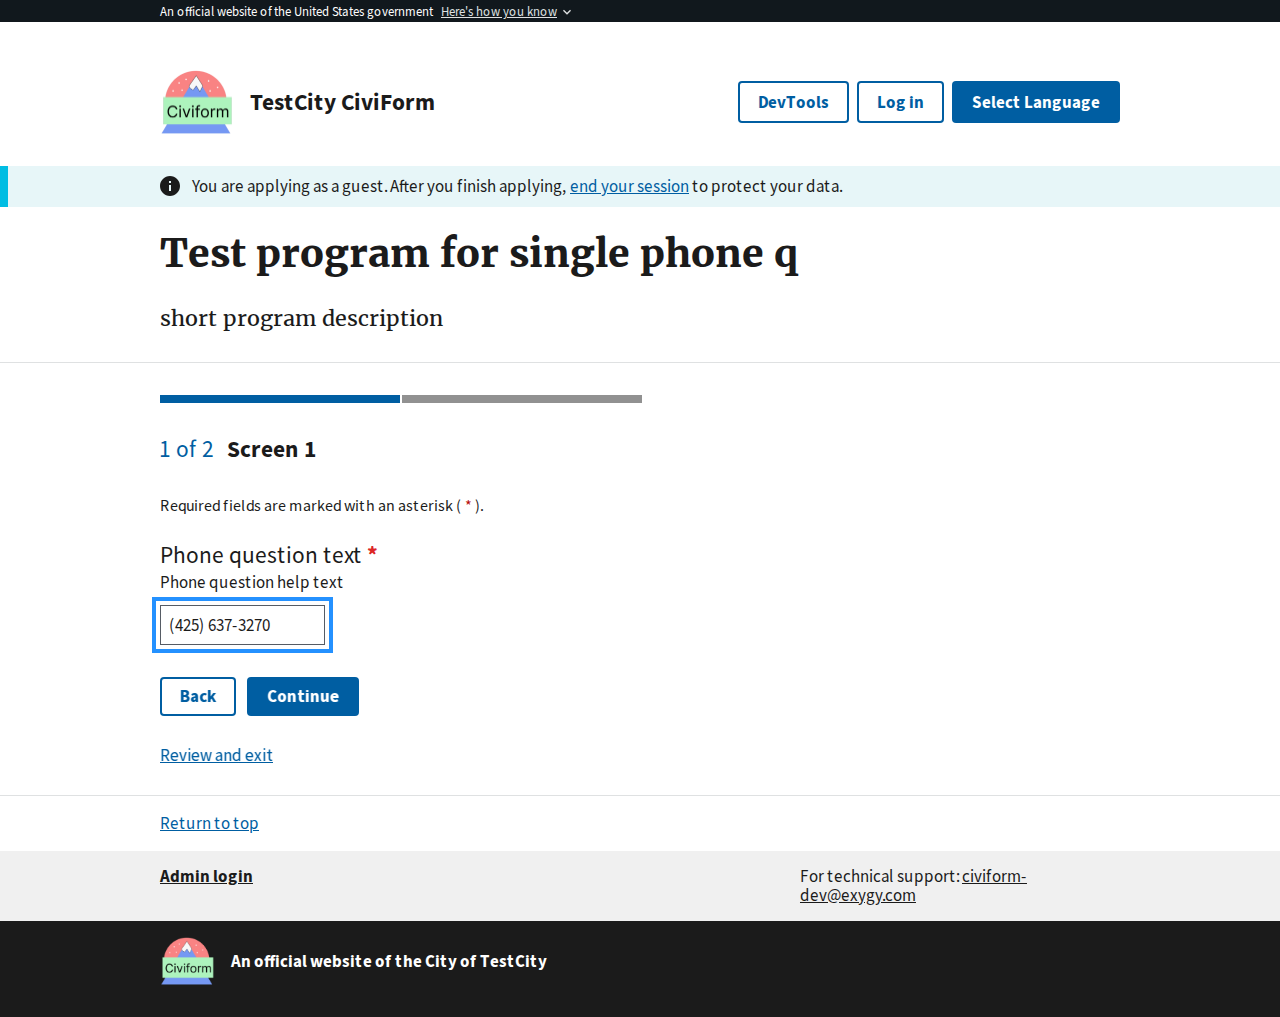 An official website of the United States government Here's how you know
Civiform
TestCity CiviForm
DevTools
Log in
Select Language
You are applying as a guest. After you finish applying, end your session to protect your data.
Test program for single phone q
short program description
1 of 2 Screen 1
Required fields are marked with an asterisk ( * ).
Phone question text *
Phone question help text
(425) 637-3270
Back
Continue
Review and exit
Return to top
Admin login
For technical support: civiform-
dev@exygy.com
Civiform
An official website of the City of TestCity